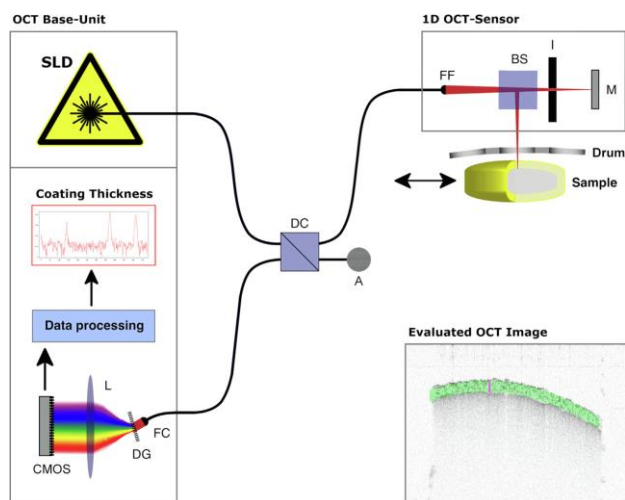 OCT Base-Unit
SLD
1D OCT-Sensor
I
BS
FF
M
Drum
Sample
Coating Thickness
DC
A
Data processing
Evaluated OCT Image
L
FC
DG
CMOS